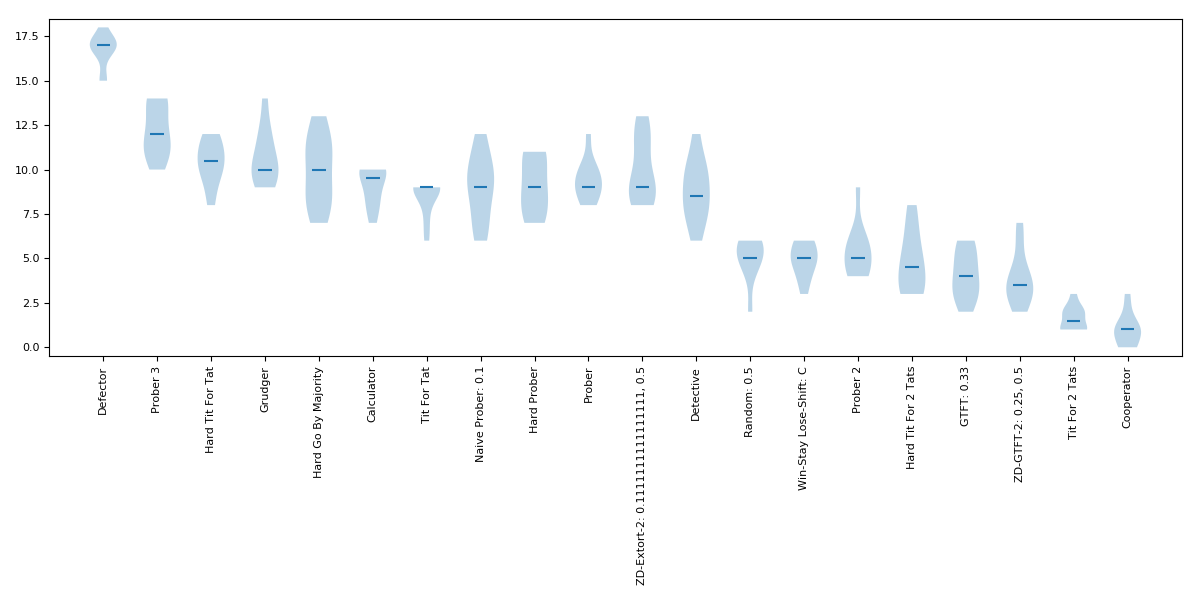 17.5
15.0
12.5
10.0
7.5
5.0
2.5
0.0
Defector
Prober 3
Hard Tit For Tat
Grudger
Hard Go By Majority
Calculator
Tit For Tat
Naive Prober: 0.1
Hard Prober
Prober
ZD-Extort-2: 0.1111111111111111, 0.5
Detective
Random: 0.5
Win-Stay Lose-Shift: C
Prober 2
Hard Tit For 2 Tats
GTFT: 0.33
ZD-GTFT-2: 0.25, 0.5
Tit For 2 Tats
Cooperator